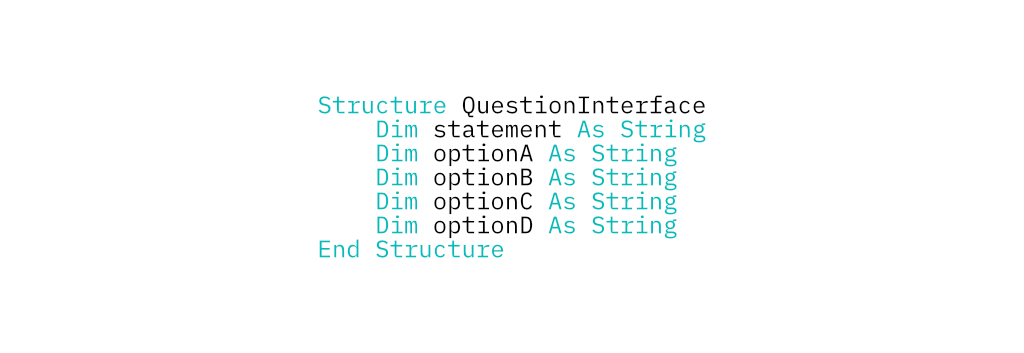 Structure QuestionInterface
    Dim statement As String
    Dim optionA As String
    Dim optionB As String
    Dim optionC As String
    Dim optionD As String
End Structure